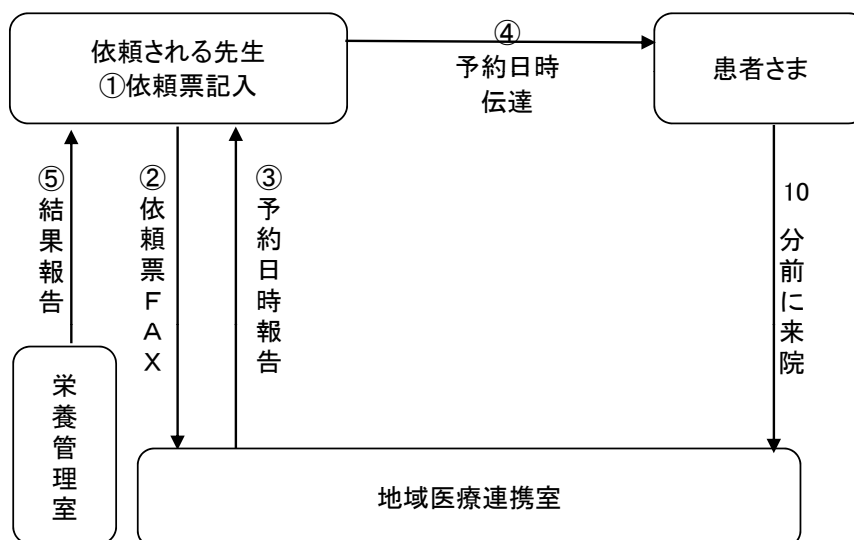 依頼される先生
①依頼票記入
④
予約日時
伝達
患者さま
⑤結果報告
②依頼票FAX
③予約日時報告
10
分前に来院
栄養管理室
地域医療連携室